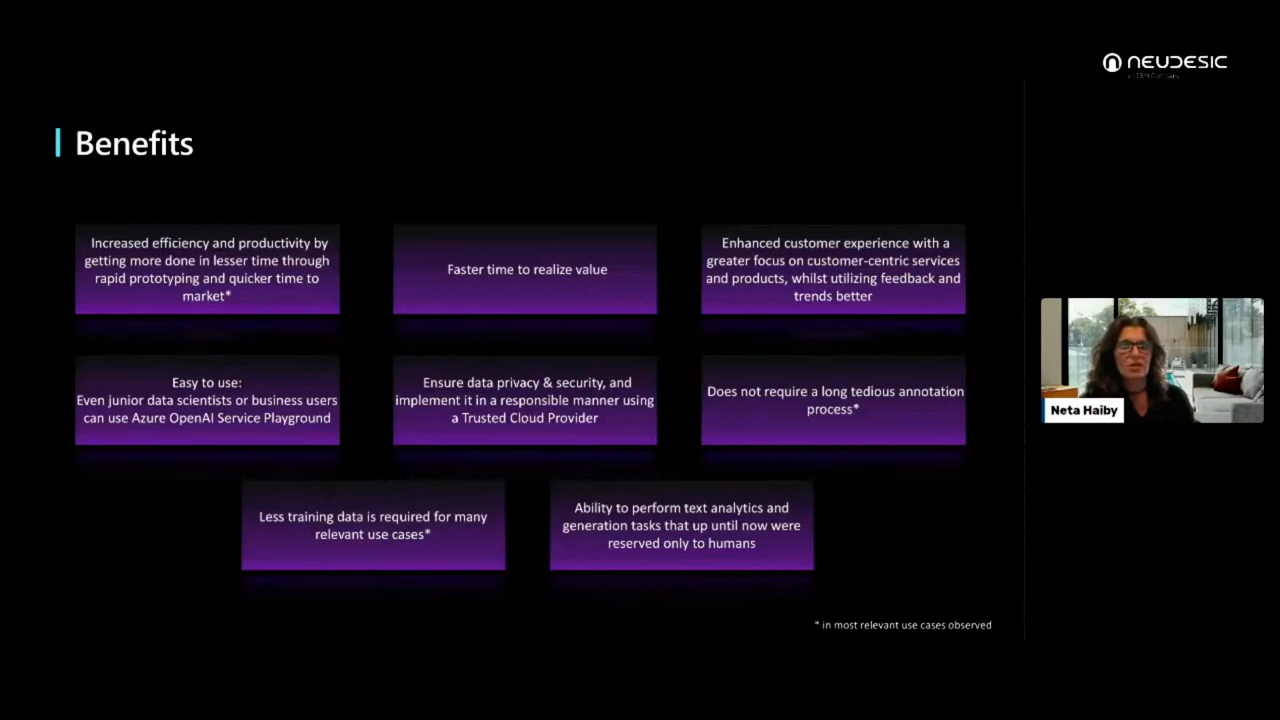 NEUDESIC
an IBM Company
Benefits
Increased efficiency and productivity by
getting more done in lesser time through
rapid prototyping and quicker time to
market*
Faster time to realize value
Enhanced customer experience with a
greater focus on customer-centric services
and products, whilst utilizing feedback and
trends better
Easy to use:
Even junior data scientists or business users
can use Azure OpenAI Service Playground
Ensure data privacy & security, and
implement it in a responsible manner using
a Trusted Cloud Provider
Does not require a long tedious annotation
process*
Neta Haiby
Less training data is required for many
relevant use cases*
Ability to perform text analytics and
generation tasks that up until now were
reserved only to humans
* in most relevant use cases observed